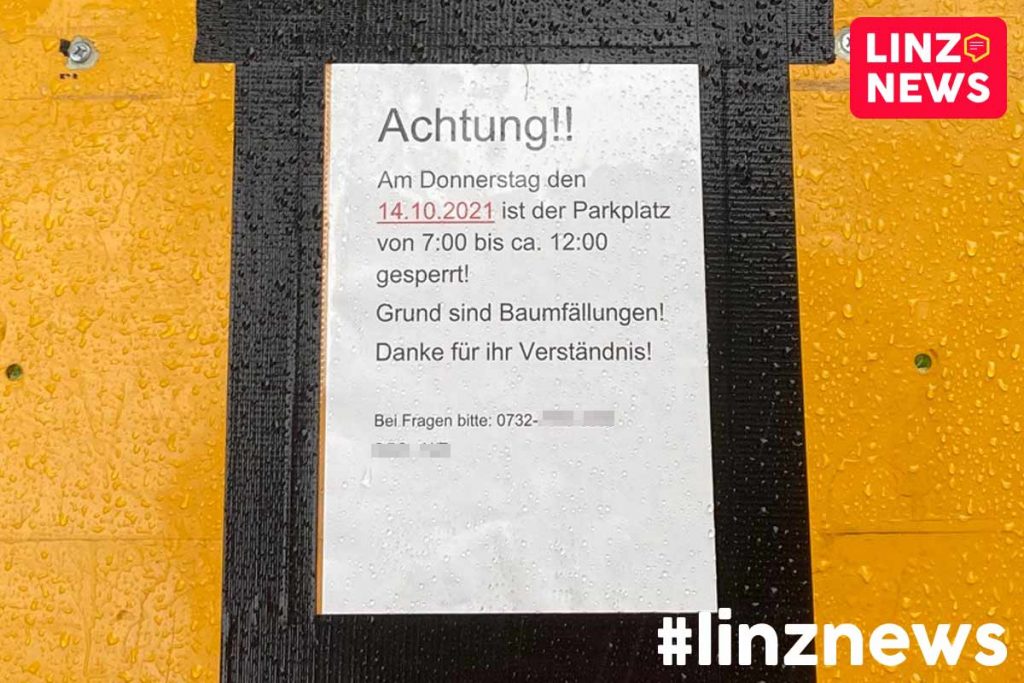 LINZ
NEWS
Achtung!!
Am Donnerstag den
14.10.2021 ist der Parkplatz
von 7:00 bis ca. 12:00
gesperrt!
Grund sind Baumfällungen!
Danke für ihr Verständnis!
Bei Fragen bitte: 0732-
#linznews